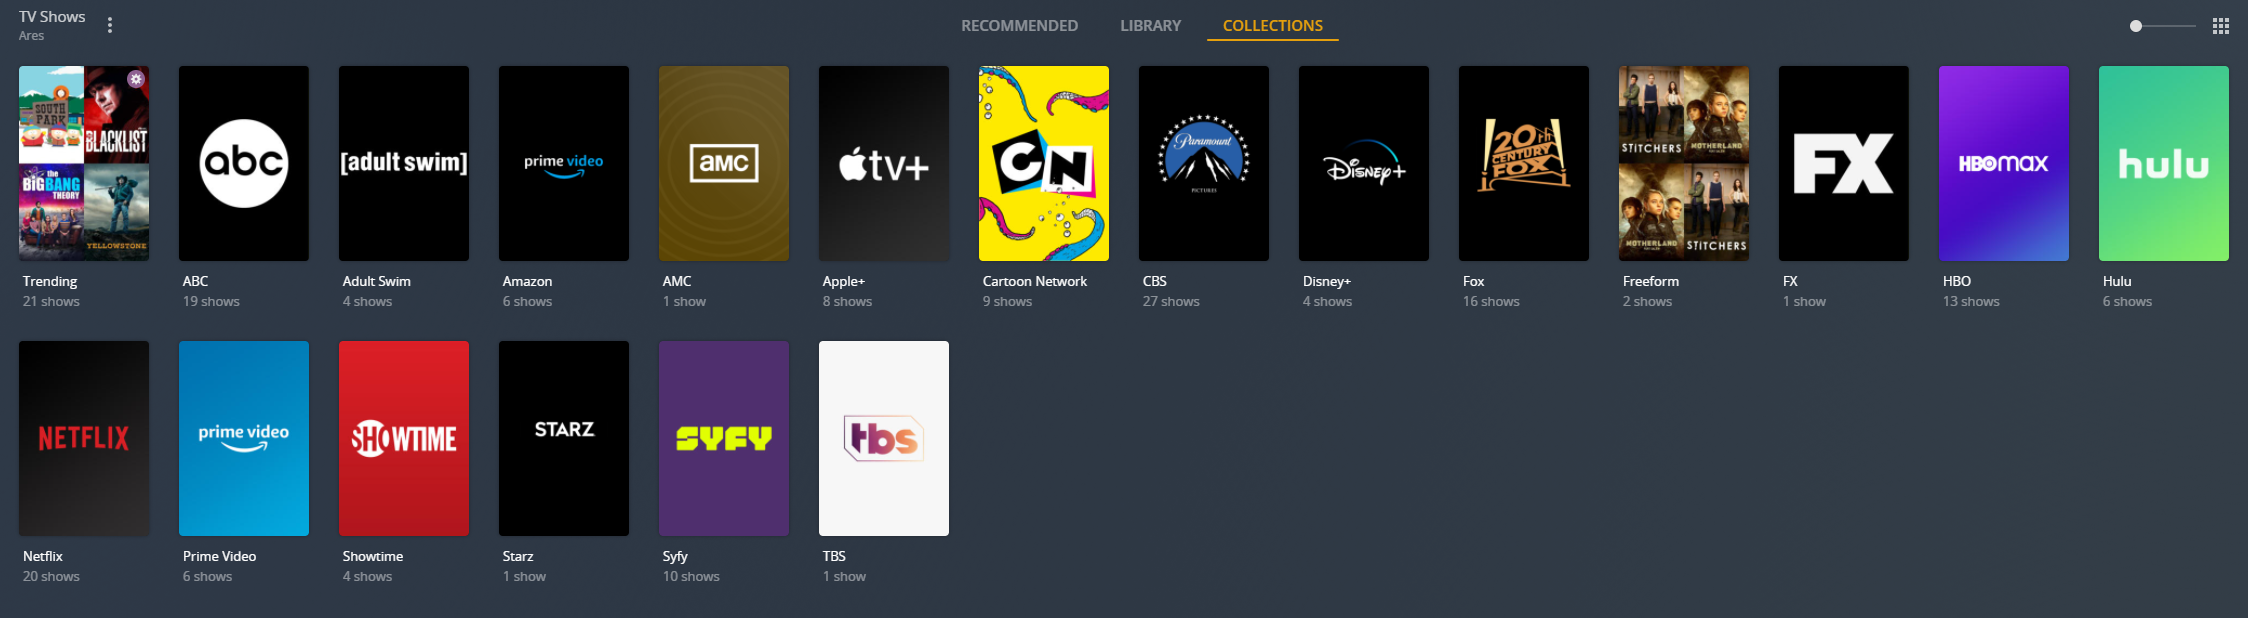 TV Shows
Ares
RECOMMENDED
LIBRARY
COLLECTIONS
SOUTH PARK
BLACKLIST
the BIG BANG THEORY
YELLOWSTONE
abc
[adult swim]
prime video
aMC
tv+
CN
Paramount
PICTURES
Disney+
20TH CENTURY FOX
STITCHERS
MOTHERLAND
MOTHERLAND
STITCHERS
FX
HBOmax
hulu
Trending
21 shows
ABC
19 shows
Adult Swim
4 shows
Amazon
6 shows
AMC
1 show
Apple+
8 shows
Cartoon Network
9 shows
CBS
27 shows
Disney+
4 shows
Fox
16 shows
Freeform
2 shows
FX
1 show
HBO
13 shows
Hulu
6 shows
NETFLIX
prime video
SHOWTIME
STARZ
SYFY
tbs
Netflix
20 shows
Prime Video
6 shows
Showtime
4 shows
Starz
1 show
Syfy
10 shows
TBS
1 show